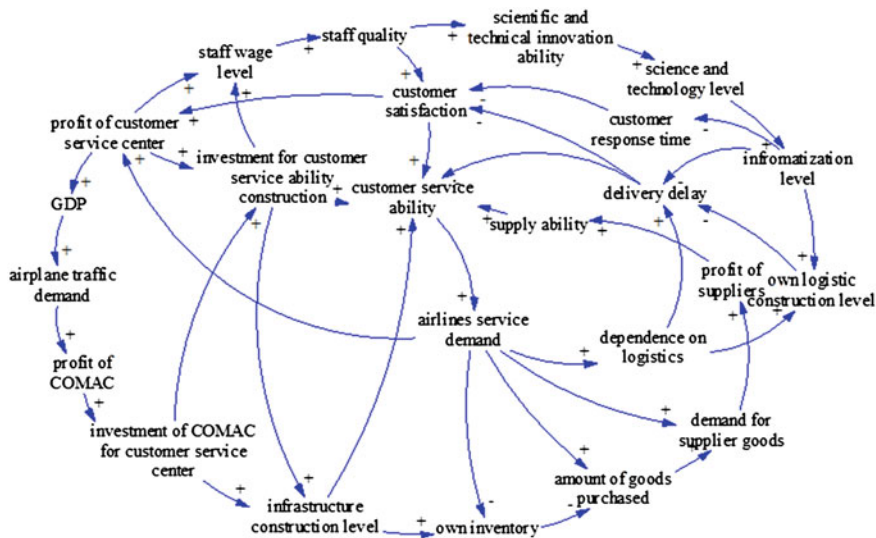 scientific and
technical innovation
ability
staff quality
staff wage
level
science and
technology level
customer
satisfaction
customer
response time
profit of customer
service center
investment for customer
service ability
construction
infromatization
level
customer service
ability
delivery delay
GDP
supply ability
airplane traffic
demand
profit of
suppliers
own logistic
construction level
airlines service
demand
dependence on
logistics
profit of
COMAC
investment of COMAC
for customer service
center
demand for
supplier goods
amount of goods
purchased
infrastructure
construction level
own inventory